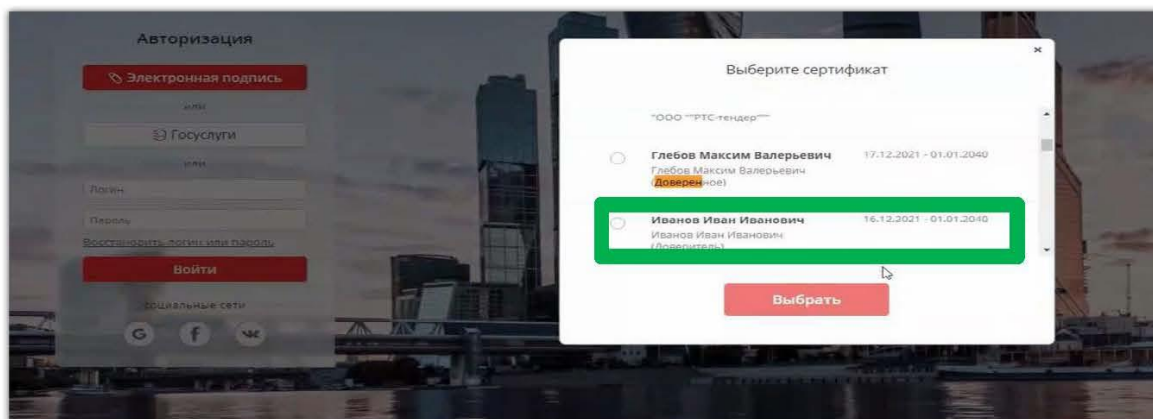 Авторизация
Электронная подпись
или
Госуслуги
или
Логин
Пароль
Восстановить логин или пароль
Войти
социальные сети
G f
Выберите сертификат
"ООО ""РТС-тендер"""
Глебов Максим Валерьевич 17.12.2021 - 01.01.2040
Глебов Максим Валерьевич
(Доверенное)
Иванов Иван Иванович 16.12.2021 - 01.01.2040
Иванов Иван Иванович
(Доверитель)
Выбрать